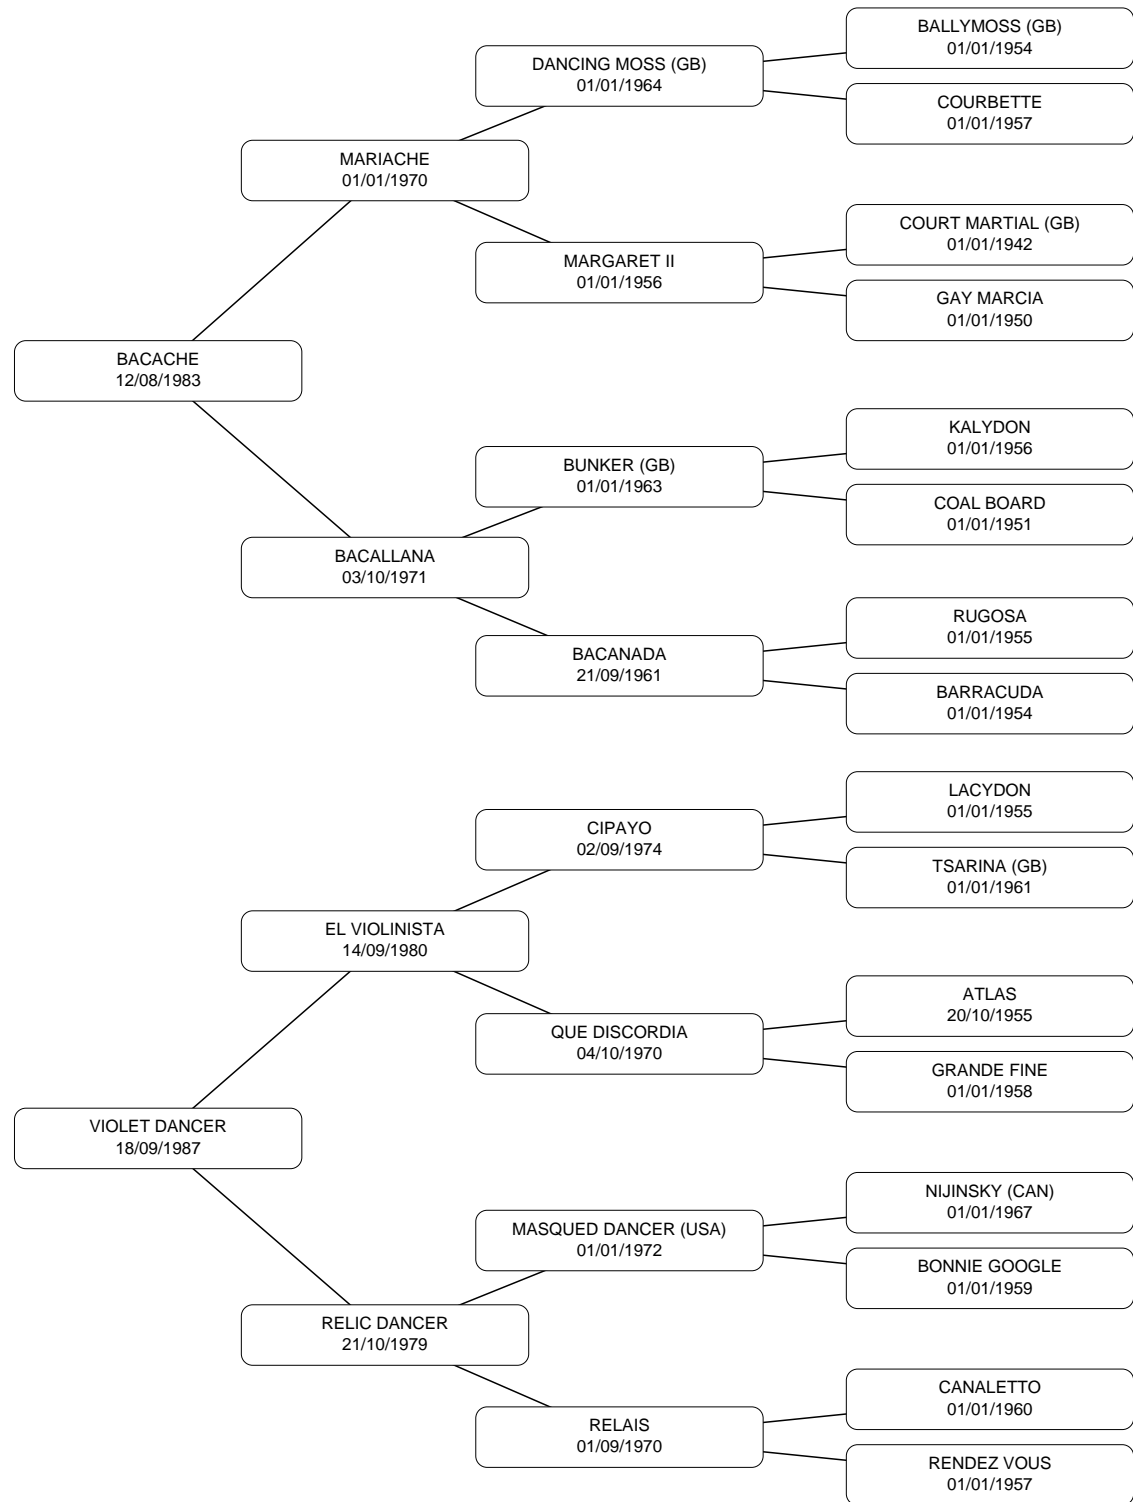 BALLYMOSS (GB)
01/01/1954
DANCING MOSS (GB)
01/01/1964
COURBETTE
01/01/1957
MARIACHE
01/01/1970
COURT MARTIAL (GB)
01/01/1942
MARGARET II
01/01/1956
GAY MARCIA
01/01/1950
BACACHE
12/08/1983
KALYDON
01/01/1956
BUNKER (GB)
01/01/1963
COAL BOARD
01/01/1951
BACALLANA
03/10/1971
RUGOSA
01/01/1955
BACANADA
21/09/1961
BARRACUDA
01/01/1954
LACYDON
01/01/1955
CIPAYO
02/09/1974
TSARINA (GB)
01/01/1961
EL VIOLINISTA
14/09/1980
ATLAS
20/10/1955
QUE DISCORDIA
04/10/1970
GRANDE FINE
01/01/1958
VIOLET DANCER
18/09/1987
NIJINSKY (CAN)
01/01/1967
MASQUED DANCER (USA)
01/01/1972
BONNIE GOOGLE
01/01/1959
RELIC DANCER
21/10/1979
CANALETTO
01/01/1960
RELAIS
01/09/1970
RENDEZ VOUS
01/01/1957